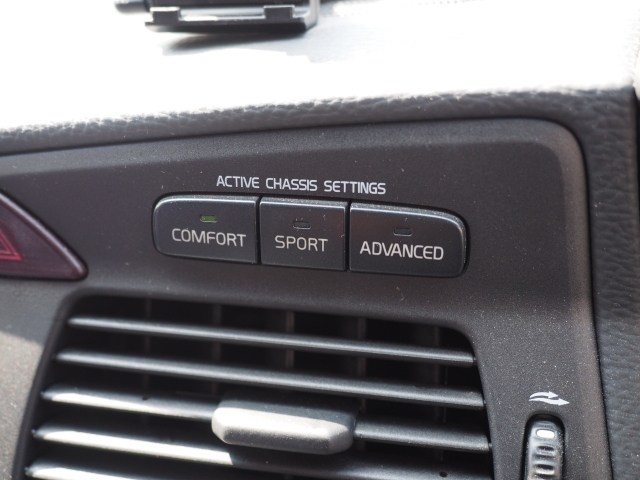 ACTIVE CHASSIS SETTINGS
COMFORT SPORT ADVANCED